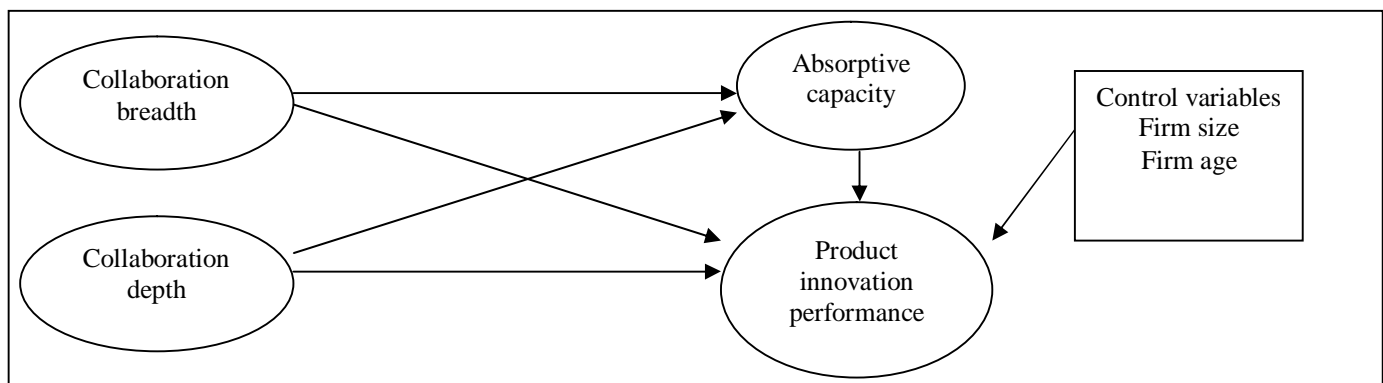 Collaboration
breadth
Absorptive
capacity
Control variables
Firm size
Firm age
Collaboration
depth
Product
innovation
performance